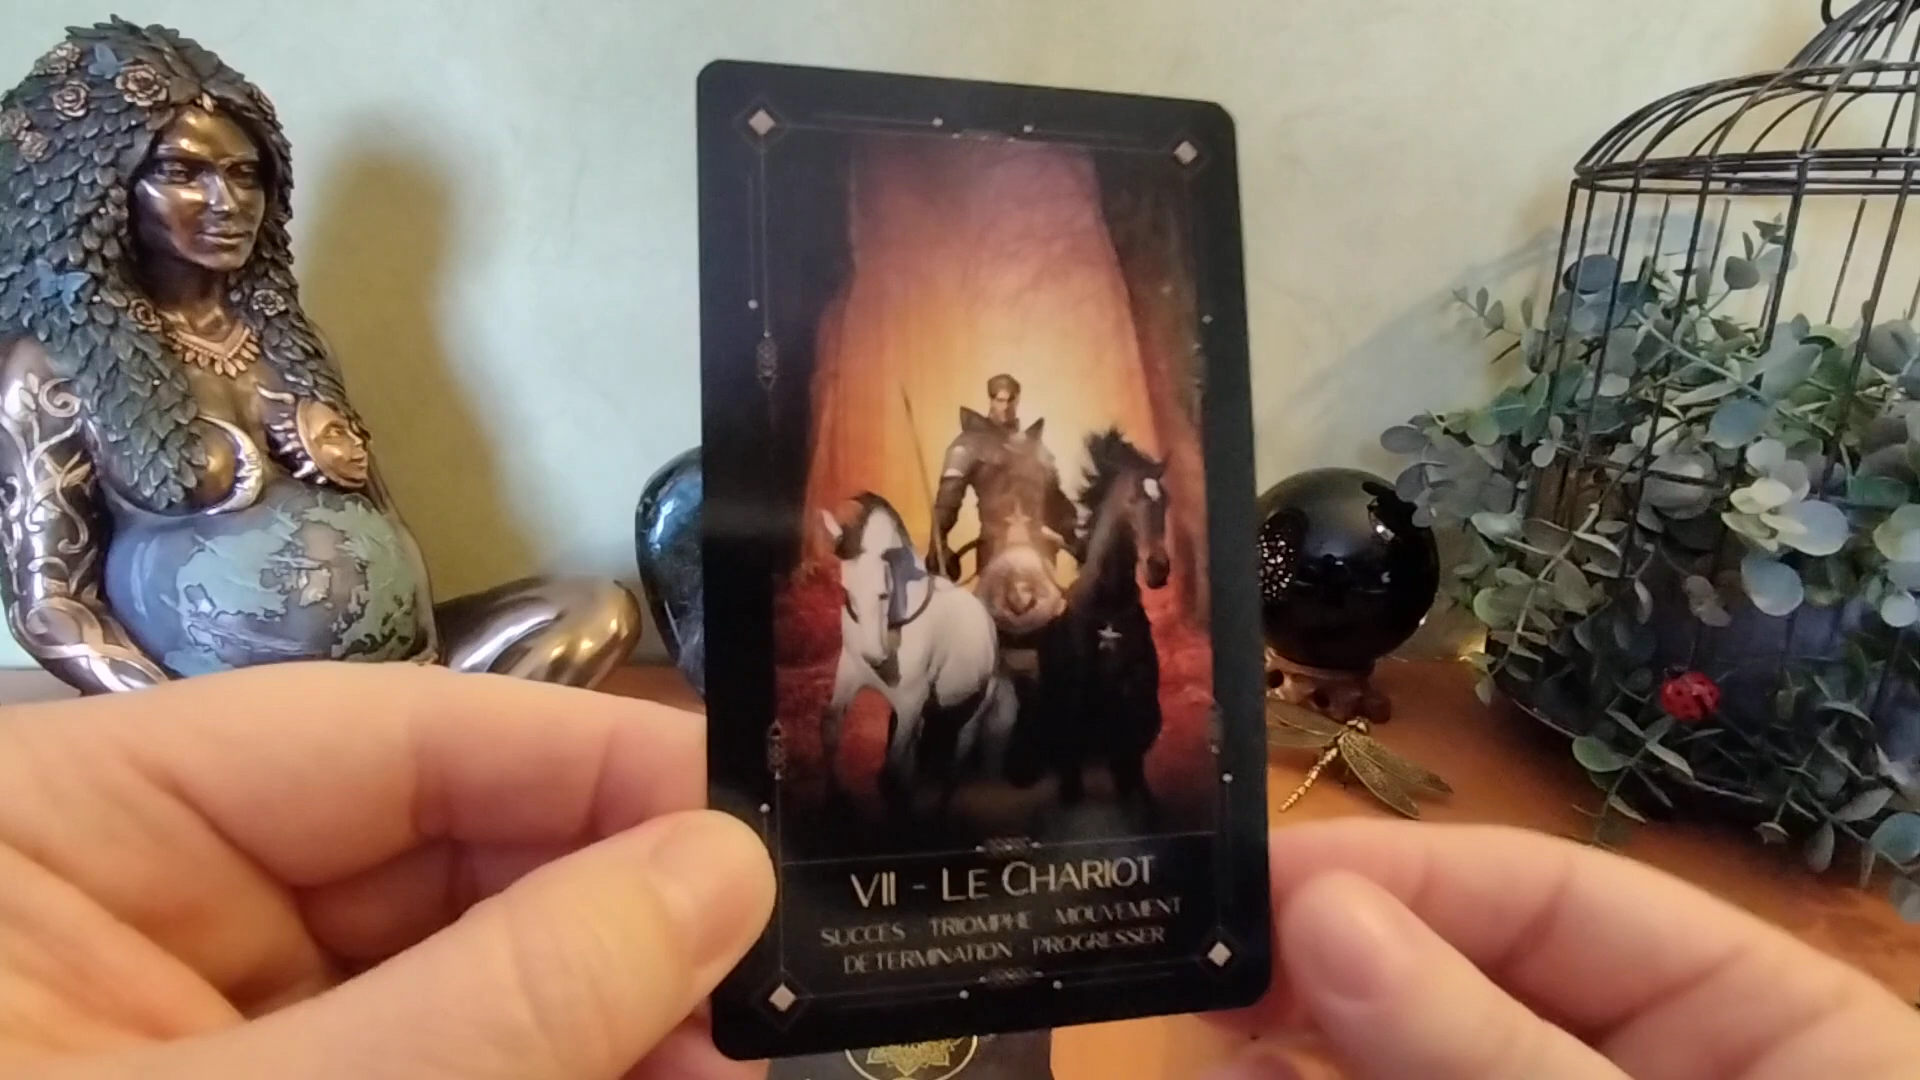 VII - LE CHARIOT
SUCCES - TRIOMPHE - MOUVEMENT
DETERMINATION - PROGRESSER